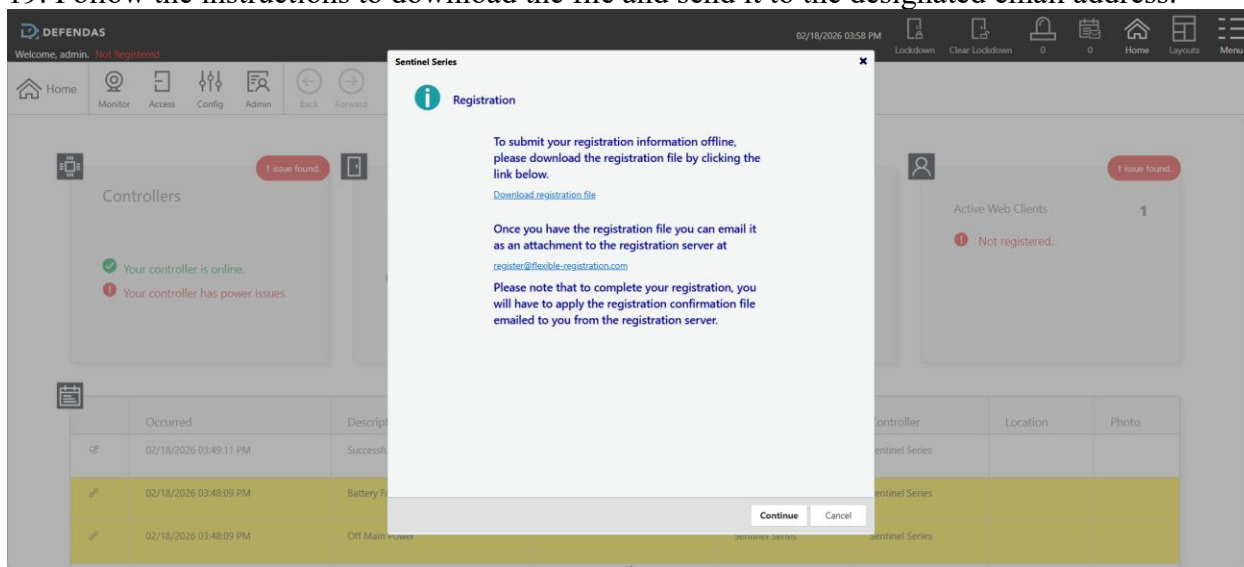 19. Follow the instructions to download the file and send it to the designated email address.
DEFENDAS
02/18/2026 03:58 PM
Lockdown Clear Lockdown 0 0 Home Layouts Menu
Welcome, admin. Not Registered
Home Monitor Access Config Admin Back Forward
Sentinel Series
Registration
To submit your registration information offline,
please download the registration file by clicking the
link below.
Download registration file
Once you have the registration file you can email it
as an attachment to the registration server at
register@flexible-registration.com
Please note that to complete your registration, you
will have to apply the registration confirmation file
emailed to you from the registration server.
Continue Cancel
1 issue found.
Controllers
Your controller is online.
Your controller has power issues.
1 issue found.
Active Web Clients 1
Not registered.
Occurred Location Photo
02/18/2026 03:49:11 PM
02/18/2026 03:48:09 PM
02/18/2026 03:48:09 PM Off Main Power Sentinel Series